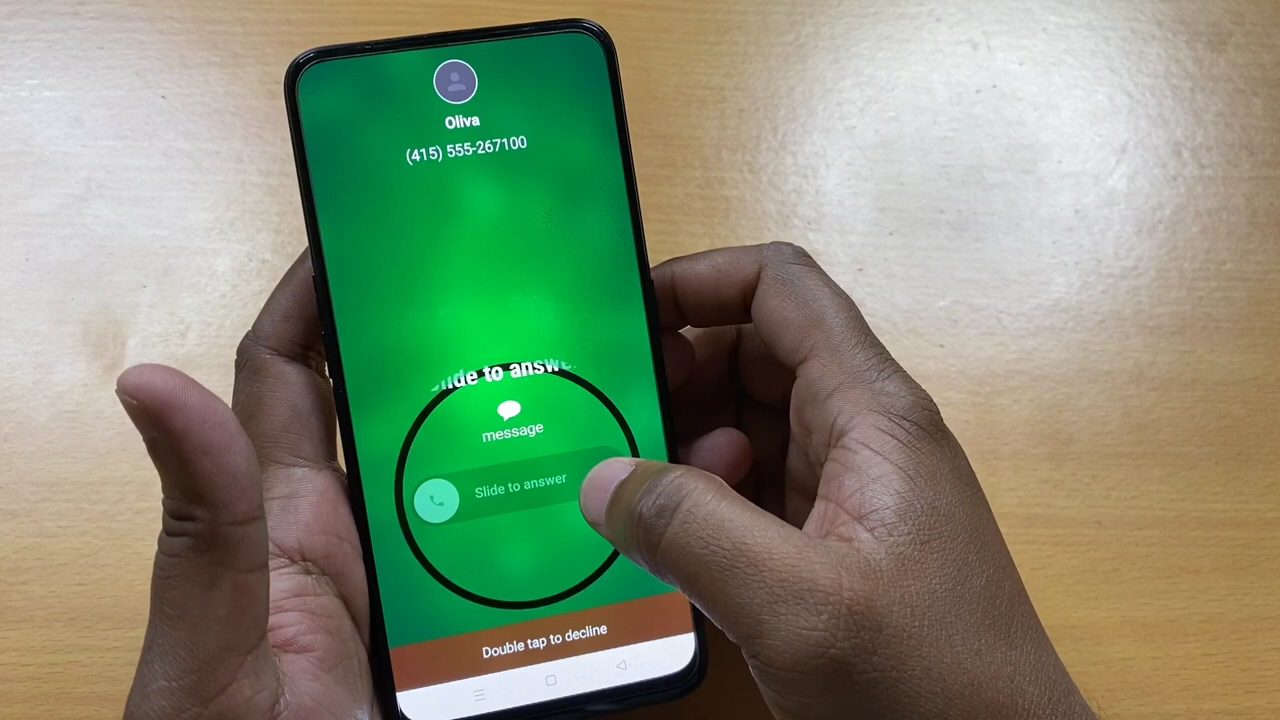 Oliva
(415) 555-267100
Slide to answer
message
Slide to answer
Double tap to decline